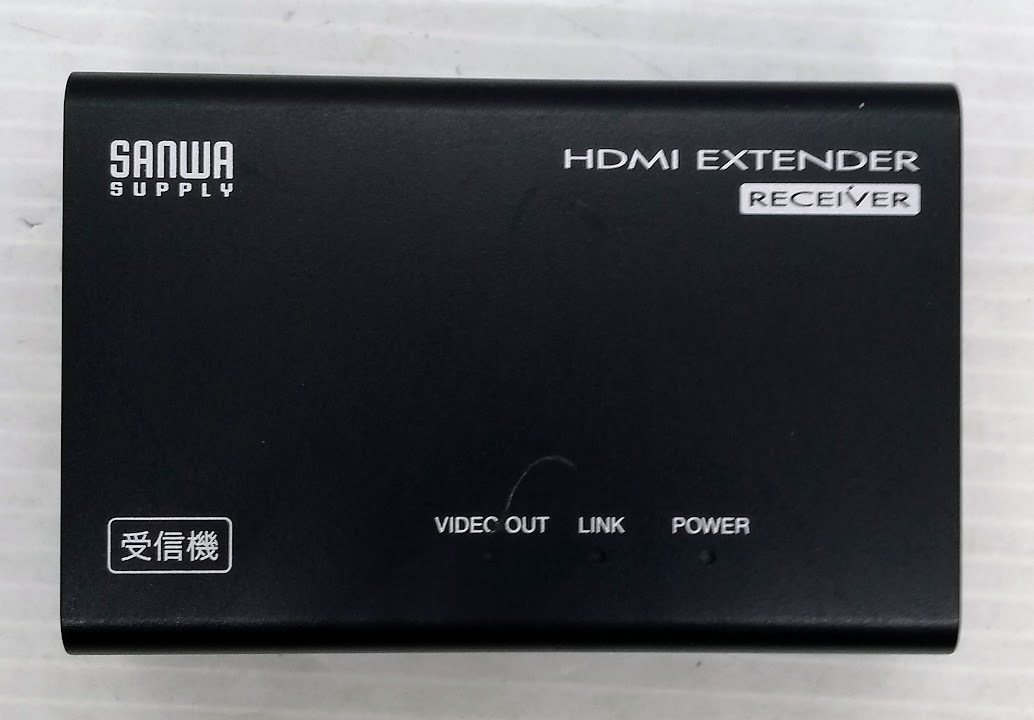 SANWA
SUPPLY
HDMI EXTENDER
RECEIVER
受信機
VIDEO OUT
LINK
POWER